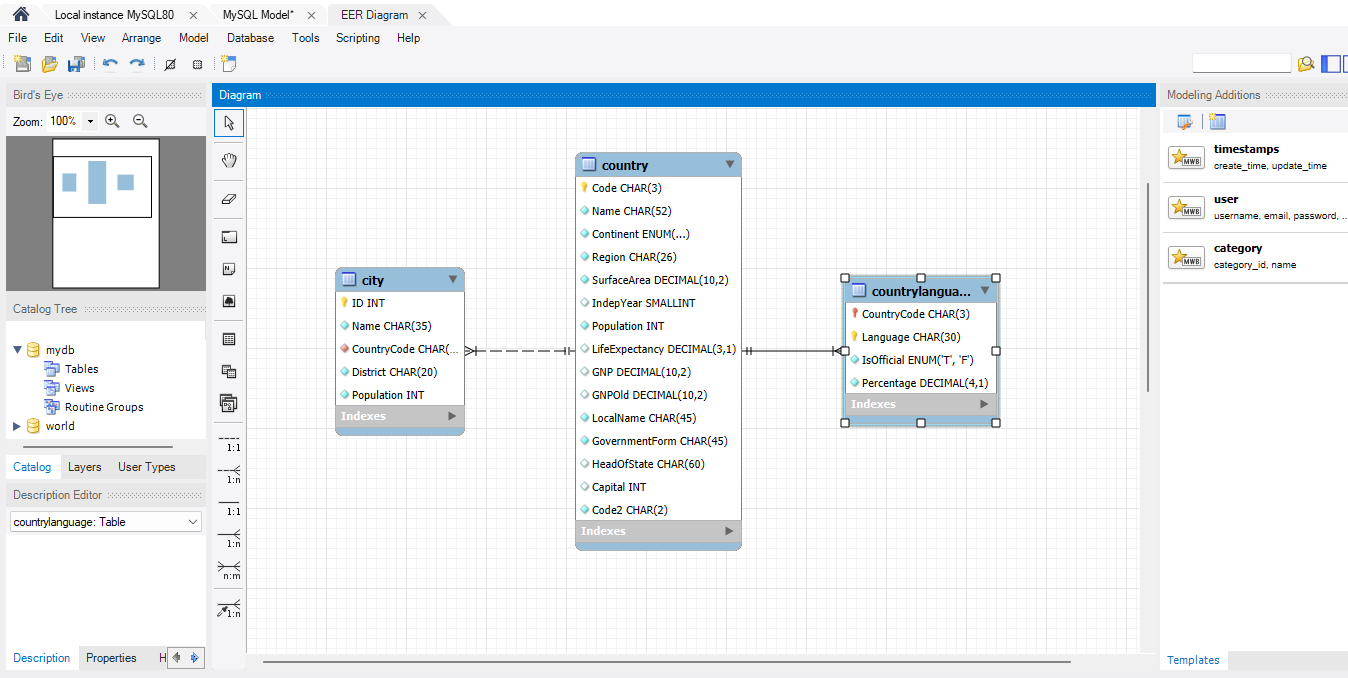 Local instance MySQL80
MySQL Model*
EER Diagram
File Edit View Arrange Model Database Tools Scripting Help
Bird's Eye
Zoom: 100%
Catalog Tree
mydb
Tables
Views
Routine Groups
world
Catalog Layers User Types
Description Editor
countrylanguage: Table
Description Properties H
Diagram
L
N
1:1
1:n
1:1
1:n
n:m
1:n
city
ID INT
Name CHAR(35)
CountryCode CHAR(...
District CHAR(20)
Population INT
Indexes
country
Code CHAR(3)
Name CHAR(52)
Continent ENUM(...)
Region CHAR(26)
SurfaceArea DECIMAL(10,2)
IndepYear SMALLINT
Population INT
LifeExpectancy DECIMAL(3,1)
GNP DECIMAL(10,2)
GNPOld DECIMAL(10,2)
LocalName CHAR(45)
GovernmentForm CHAR(45)
HeadOfState CHAR(60)
Capital INT
Code2 CHAR(2)
Indexes
countrylangua...
CountryCode CHAR(3)
Language CHAR(30)
IsOfficial ENUM('T', 'F')
Percentage DECIMAL(4,1)
Indexes
Modeling Additions
MWB
timestamps
create_time, update_time
MWB
user
username, email, password, ..
MWB
category
category_id, name
Templates